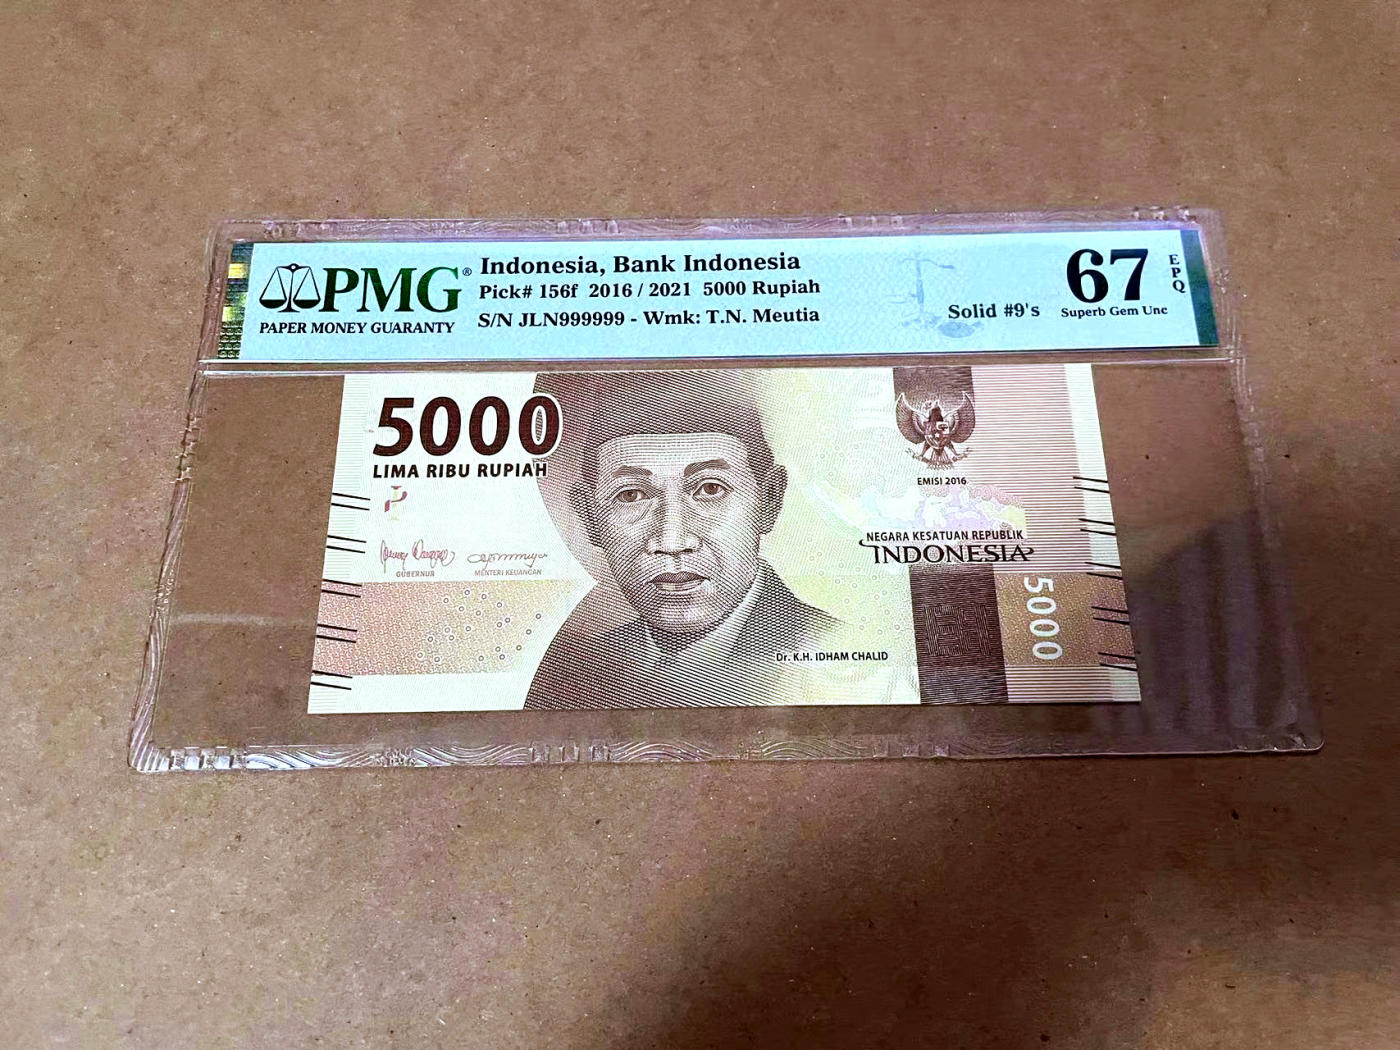 PMG®
PAPER MONEY GUARANTY
Indonesia, Bank Indonesia
Pick# 156f 2016 / 2021 5000 Rupiah
S/N JLN999999 - Wmk: T.N. Meutia
Solid #9's
67
EPQ
Superb Gem Unc
5000
LIMA RIBU RUPIAH
GUBERNUR
MENTERI KEUANGAN
EMISI 2016
NEGARA KESATUAN REPUBLIK
INDONESIA
5000
Dr. K.H. IDHAM CHALID